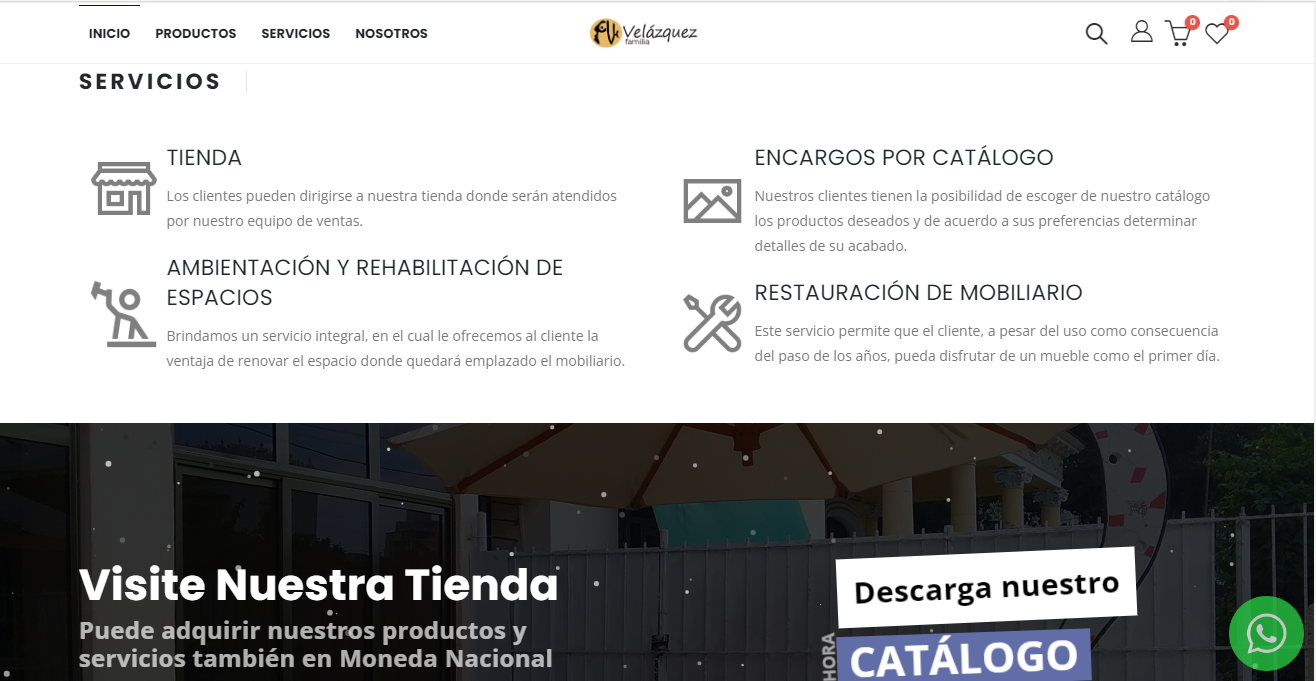 INICIO PRODUCTOS SERVICIOS NOSOTROS
Velázquez
familia
0 0
SERVICIOS
TIENDA
Los clientes pueden dirigirse a nuestra tienda donde serán atendidos
por nuestro equipo de ventas.
AMBIENTACIÓN Y REHABILITACIÓN DE
ESPACIOS
Brindamos un servicio integral, en el cual le ofrecemos al cliente la
ventaja de renovar el espacio donde quedará emplazado el mobiliario.
ENCARGOS POR CATÁLOGO
Nuestros clientes tienen la posibilidad de escoger de nuestro catálogo
los productos deseados y de acuerdo a sus preferencias determinar
detalles de su acabado.
RESTAURACIÓN DE MOBILIARIO
Este servicio permite que el cliente, a pesar del uso como consecuencia
del paso de los años, pueda disfrutar de un mueble como el primer día.
Visite Nuestra Tienda
Puede adquirir nuestros productos y
servicios también en Moneda Nacional
Descarga nuestro
HORA
CATÁLOGO